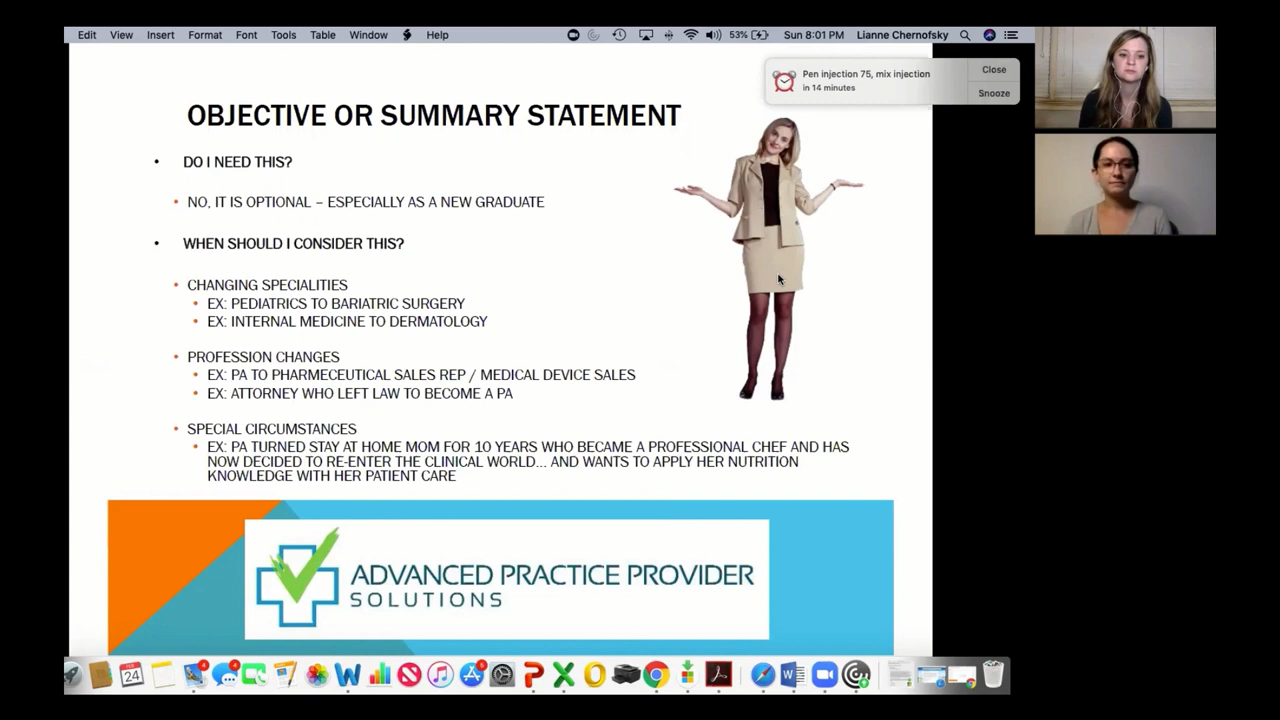 Edit View Insert Format Font Tools Table Window Help 53% Sun 8:01 PM Lianne Chernofsky
Pen injection 75, mix injection
in 14 minutes
Close
Snooze
OBJECTIVE OR SUMMARY STATEMENT
• DO I NEED THIS?
• NO, IT IS OPTIONAL – ESPECIALLY AS A NEW GRADUATE
• WHEN SHOULD I CONSIDER THIS?
• CHANGING SPECIALITIES
• EX: PEDIATRICS TO BARIATRIC SURGERY
• EX: INTERNAL MEDICINE TO DERMATOLOGY
• PROFESSION CHANGES
• EX: PA TO PHARMECEUTICAL SALES REP / MEDICAL DEVICE SALES
• EX: ATTORNEY WHO LEFT LAW TO BECOME A PA
• SPECIAL CIRCUMSTANCES
• EX: PA TURNED STAY AT HOME MOM FOR 10 YEARS WHO BECAME A PROFESSIONAL CHEF AND HAS
NOW DECIDED TO RE-ENTER THE CLINICAL WORLD... AND WANTS TO APPLY HER NUTRITION
KNOWLEDGE WITH HER PATIENT CARE
ADVANCED PRACTICE PROVIDER
SOLUTIONS
24